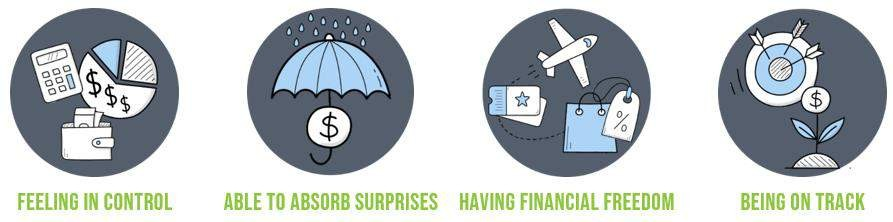 $ $ $
$
%
$
FEELING IN CONTROL
ABLE TO ABSORB SURPRISES
HAVING FINANCIAL FREEDOM
BEING ON TRACK